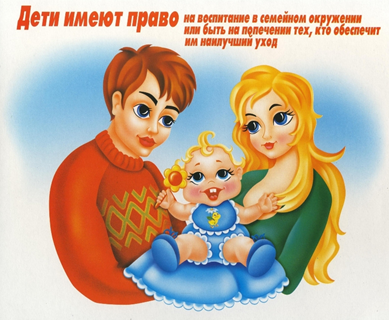 Дети имеют право на воспитание в семейном окружении
или быть на попечении тех, кто обеспечит
им наилучший уход